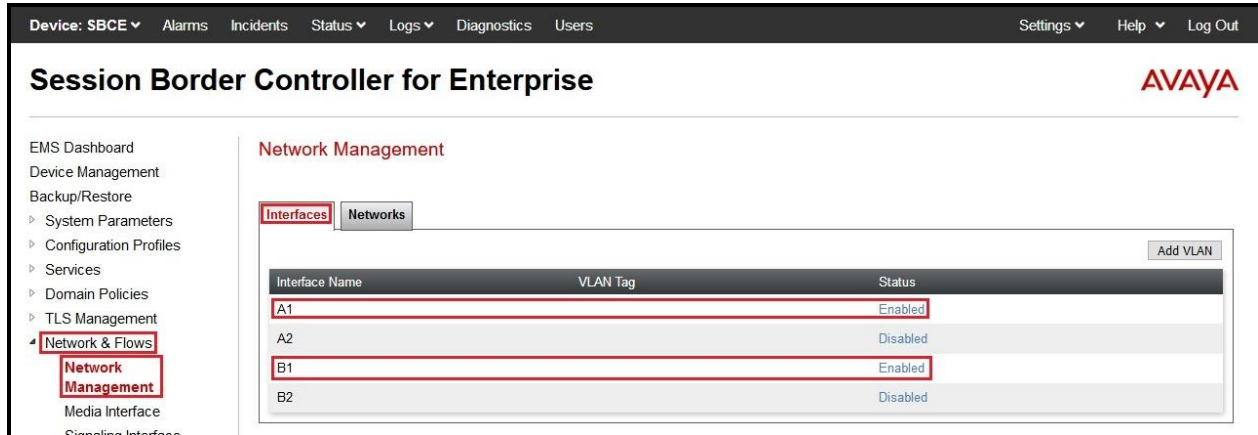 Device: SBCE Alarms Incidents Status Logs Diagnostics Users Settings Help Log Out
Session Border Controller for Enterprise
AVAYA
EMS Dashboard
Device Management
Backup/Restore
System Parameters
Configuration Profiles
Services
Domain Policies
TLS Management
Network & Flows
Network
Management
Media Interface
Signaling Interface
Network Management
Interfaces Networks
Add VLAN
Interface Name VLAN Tag Status
A1 Enabled
A2 Disabled
B1 Enabled
B2 Disabled